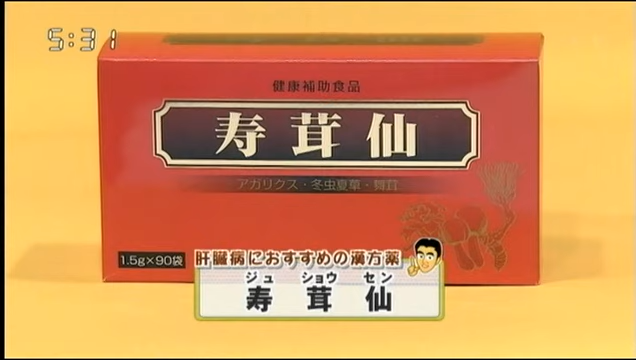 5:31
健康補助食品
寿茸仙
アガリクス・冬虫夏草・舞茸
1.5g×90袋
肝臓病におすすめの漢方薬
ジュ ショウ セン
寿茸仙